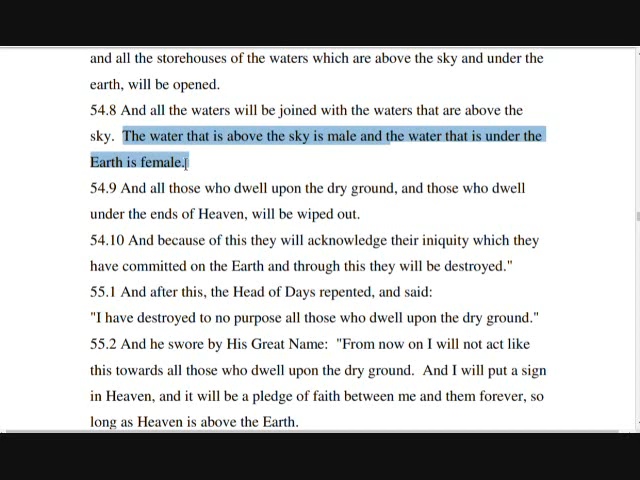 and all the storehouses of the waters which are above the sky and under the
earth, will be opened.
54.8 And all the waters will be joined with the waters that are above the
sky.  The water that is above the sky is male and the water that is under the
Earth is female.
54.9 And all those who dwell upon the dry ground, and those who dwell
under the ends of Heaven, will be wiped out.
54.10 And because of this they will acknowledge their iniquity which they
have committed on the Earth and through this they will be destroyed."
55.1 And after this, the Head of Days repented, and said:
"I have destroyed to no purpose all those who dwell upon the dry ground."
55.2 And he swore by His Great Name:  "From now on I will not act like
this towards all those who dwell upon the dry ground.  And I will put a sign
in Heaven, and it will be a pledge of faith between me and them forever, so
long as Heaven is above the Earth.